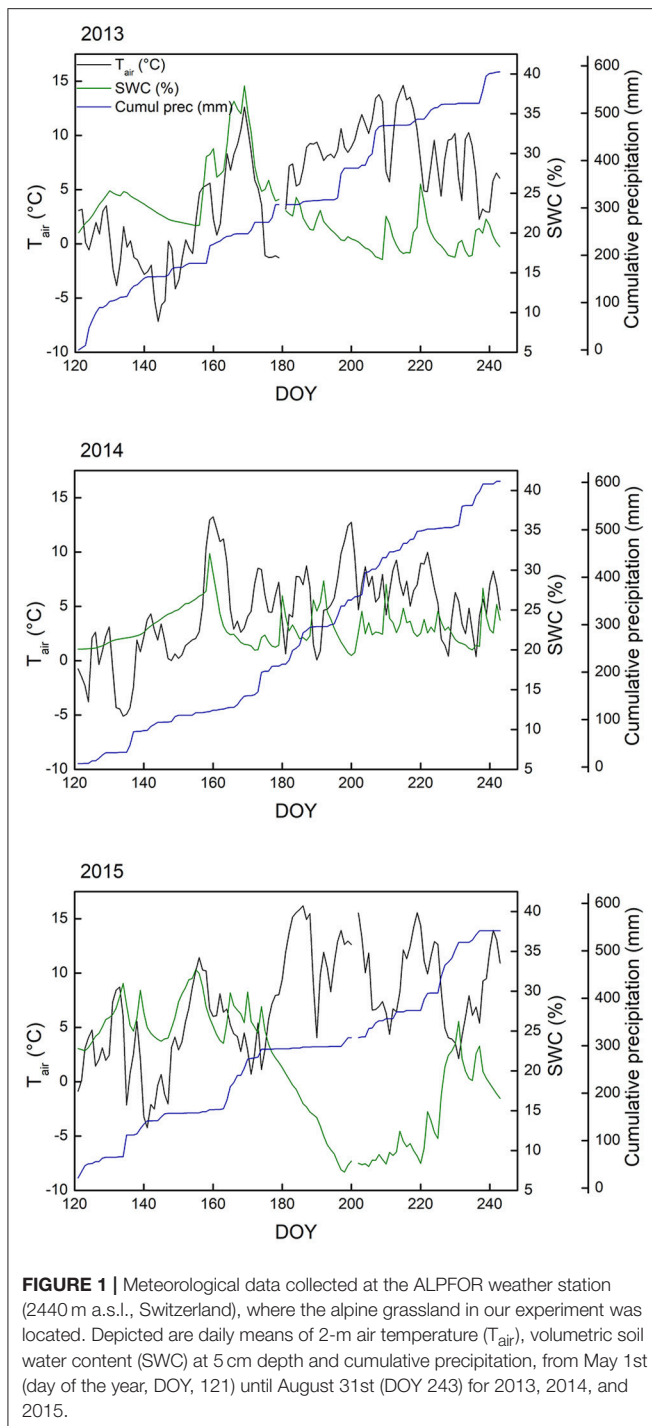 2013
T_air (°C)
SWC (%)
Cumul prec (mm)
15
10
5
0
-5
-10
T_air (°C)
40
35
30
25
20
15
10
5
SWC (%)
600
500
400
300
200
100
0
Cumulative precipitation (mm)
120 140 160 180 200 220 240
DOY
2014
15
10
5
0
-5
-10
T_air (°C)
40
35
30
25
20
15
10
5
SWC (%)
600
500
400
300
200
100
0
Cumulative precipitation (mm)
120 140 160 180 200 220 240
DOY
2015
15
10
5
0
-5
-10
T_air (°C)
40
35
30
25
20
15
10
5
SWC (%)
600
500
400
300
200
100
0
Cumulative precipitation (mm)
120 140 160 180 200 220 240
DOY
FIGURE 1 | Meteorological data collected at the ALPFOR weather station
(2440 m a.s.l., Switzerland), where the alpine grassland in our experiment was
located. Depicted are daily means of 2-m air temperature (T_air), volumetric soil
water content (SWC) at 5 cm depth and cumulative precipitation, from May 1st
(day of the year, DOY, 121) until August 31st (DOY 243) for 2013, 2014, and
2015.